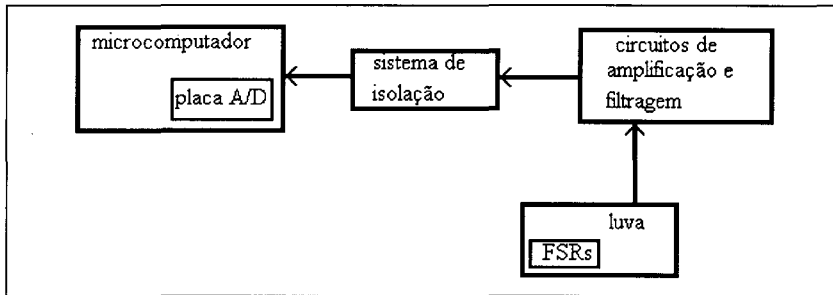 microcomputador
placa A/D
sistema de
isolação
circuitos de
amplificação e
filtragem
luva
FSRs